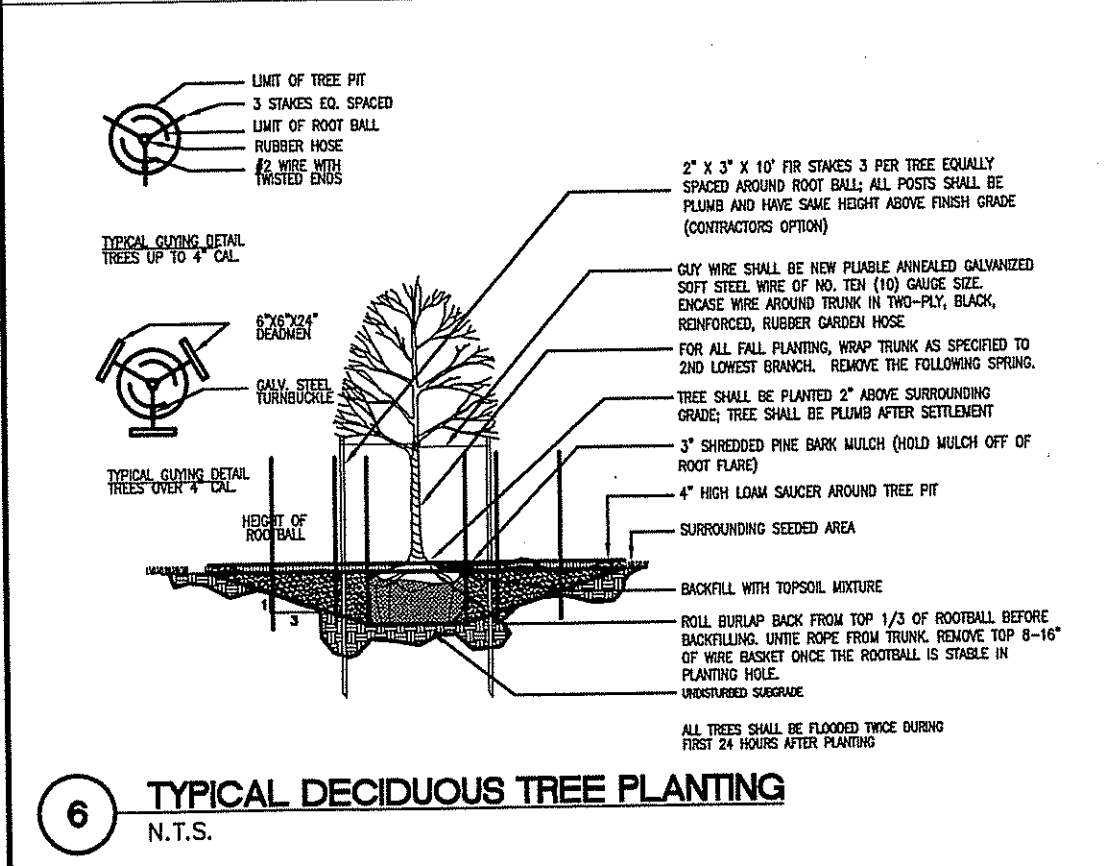 LIMIT OF TREE PIT
3 STAKES EQ. SPACED
LIMIT OF ROOT BALL
RUBBER HOSE
#2 WIRE WITH
TWISTED ENDS
TYPICAL GUYING DETAIL
TREES UP TO 4" CAL.
6"X6"X24"
DEADMEN
GALV. STEEL
TURNBUCKLE
TYPICAL GUYING DETAIL
TREES OVER 4" CAL.
HEIGHT OF
ROOTBALL
1
3
2" X 3" X 10' FIR STAKES 3 PER TREE EQUALLY
SPACED AROUND ROOT BALL; ALL POSTS SHALL BE
PLUMB AND HAVE SAME HEIGHT ABOVE FINISH GRADE
(CONTRACTORS OPTION)
GUY WIRE SHALL BE NEW PLIABLE ANNEALED GALVANIZED
SOFT STEEL WIRE OF NO. TEN (10) GAUGE SIZE.
ENCASE WIRE AROUND TRUNK IN TWO-PLY, BLACK,
REINFORCED, RUBBER GARDEN HOSE
FOR ALL FALL PLANTING, WRAP TRUNK AS SPECIFIED TO
2ND LOWEST BRANCH. REMOVE THE FOLLOWING SPRING.
TREE SHALL BE PLANTED 2" ABOVE SURROUNDING
GRADE; TREE SHALL BE PLUMB AFTER SETTLEMENT
3" SHREDDED PINE BARK MULCH (HOLD MULCH OFF OF
ROOT FLARE)
4" HIGH LOAM SAUCER AROUND TREE PIT
SURROUNDING SEEDED AREA
BACKFILL WITH TOPSOIL MIXTURE
ROLL BURLAP BACK FROM TOP 1/3 OF ROOTBALL BEFORE
BACKFILLING. UNTIE ROPE FROM TRUNK. REMOVE TOP 8-16"
OF WIRE BASKET ONCE THE ROOTBALL IS STABLE IN
PLANTING HOLE.
UNDISTURBED SUBGRADE
ALL TREES SHALL BE FLOODED TWICE DURING
FIRST 24 HOURS AFTER PLANTING
6
TYPICAL DECIDUOUS TREE PLANTING
N.T.S.